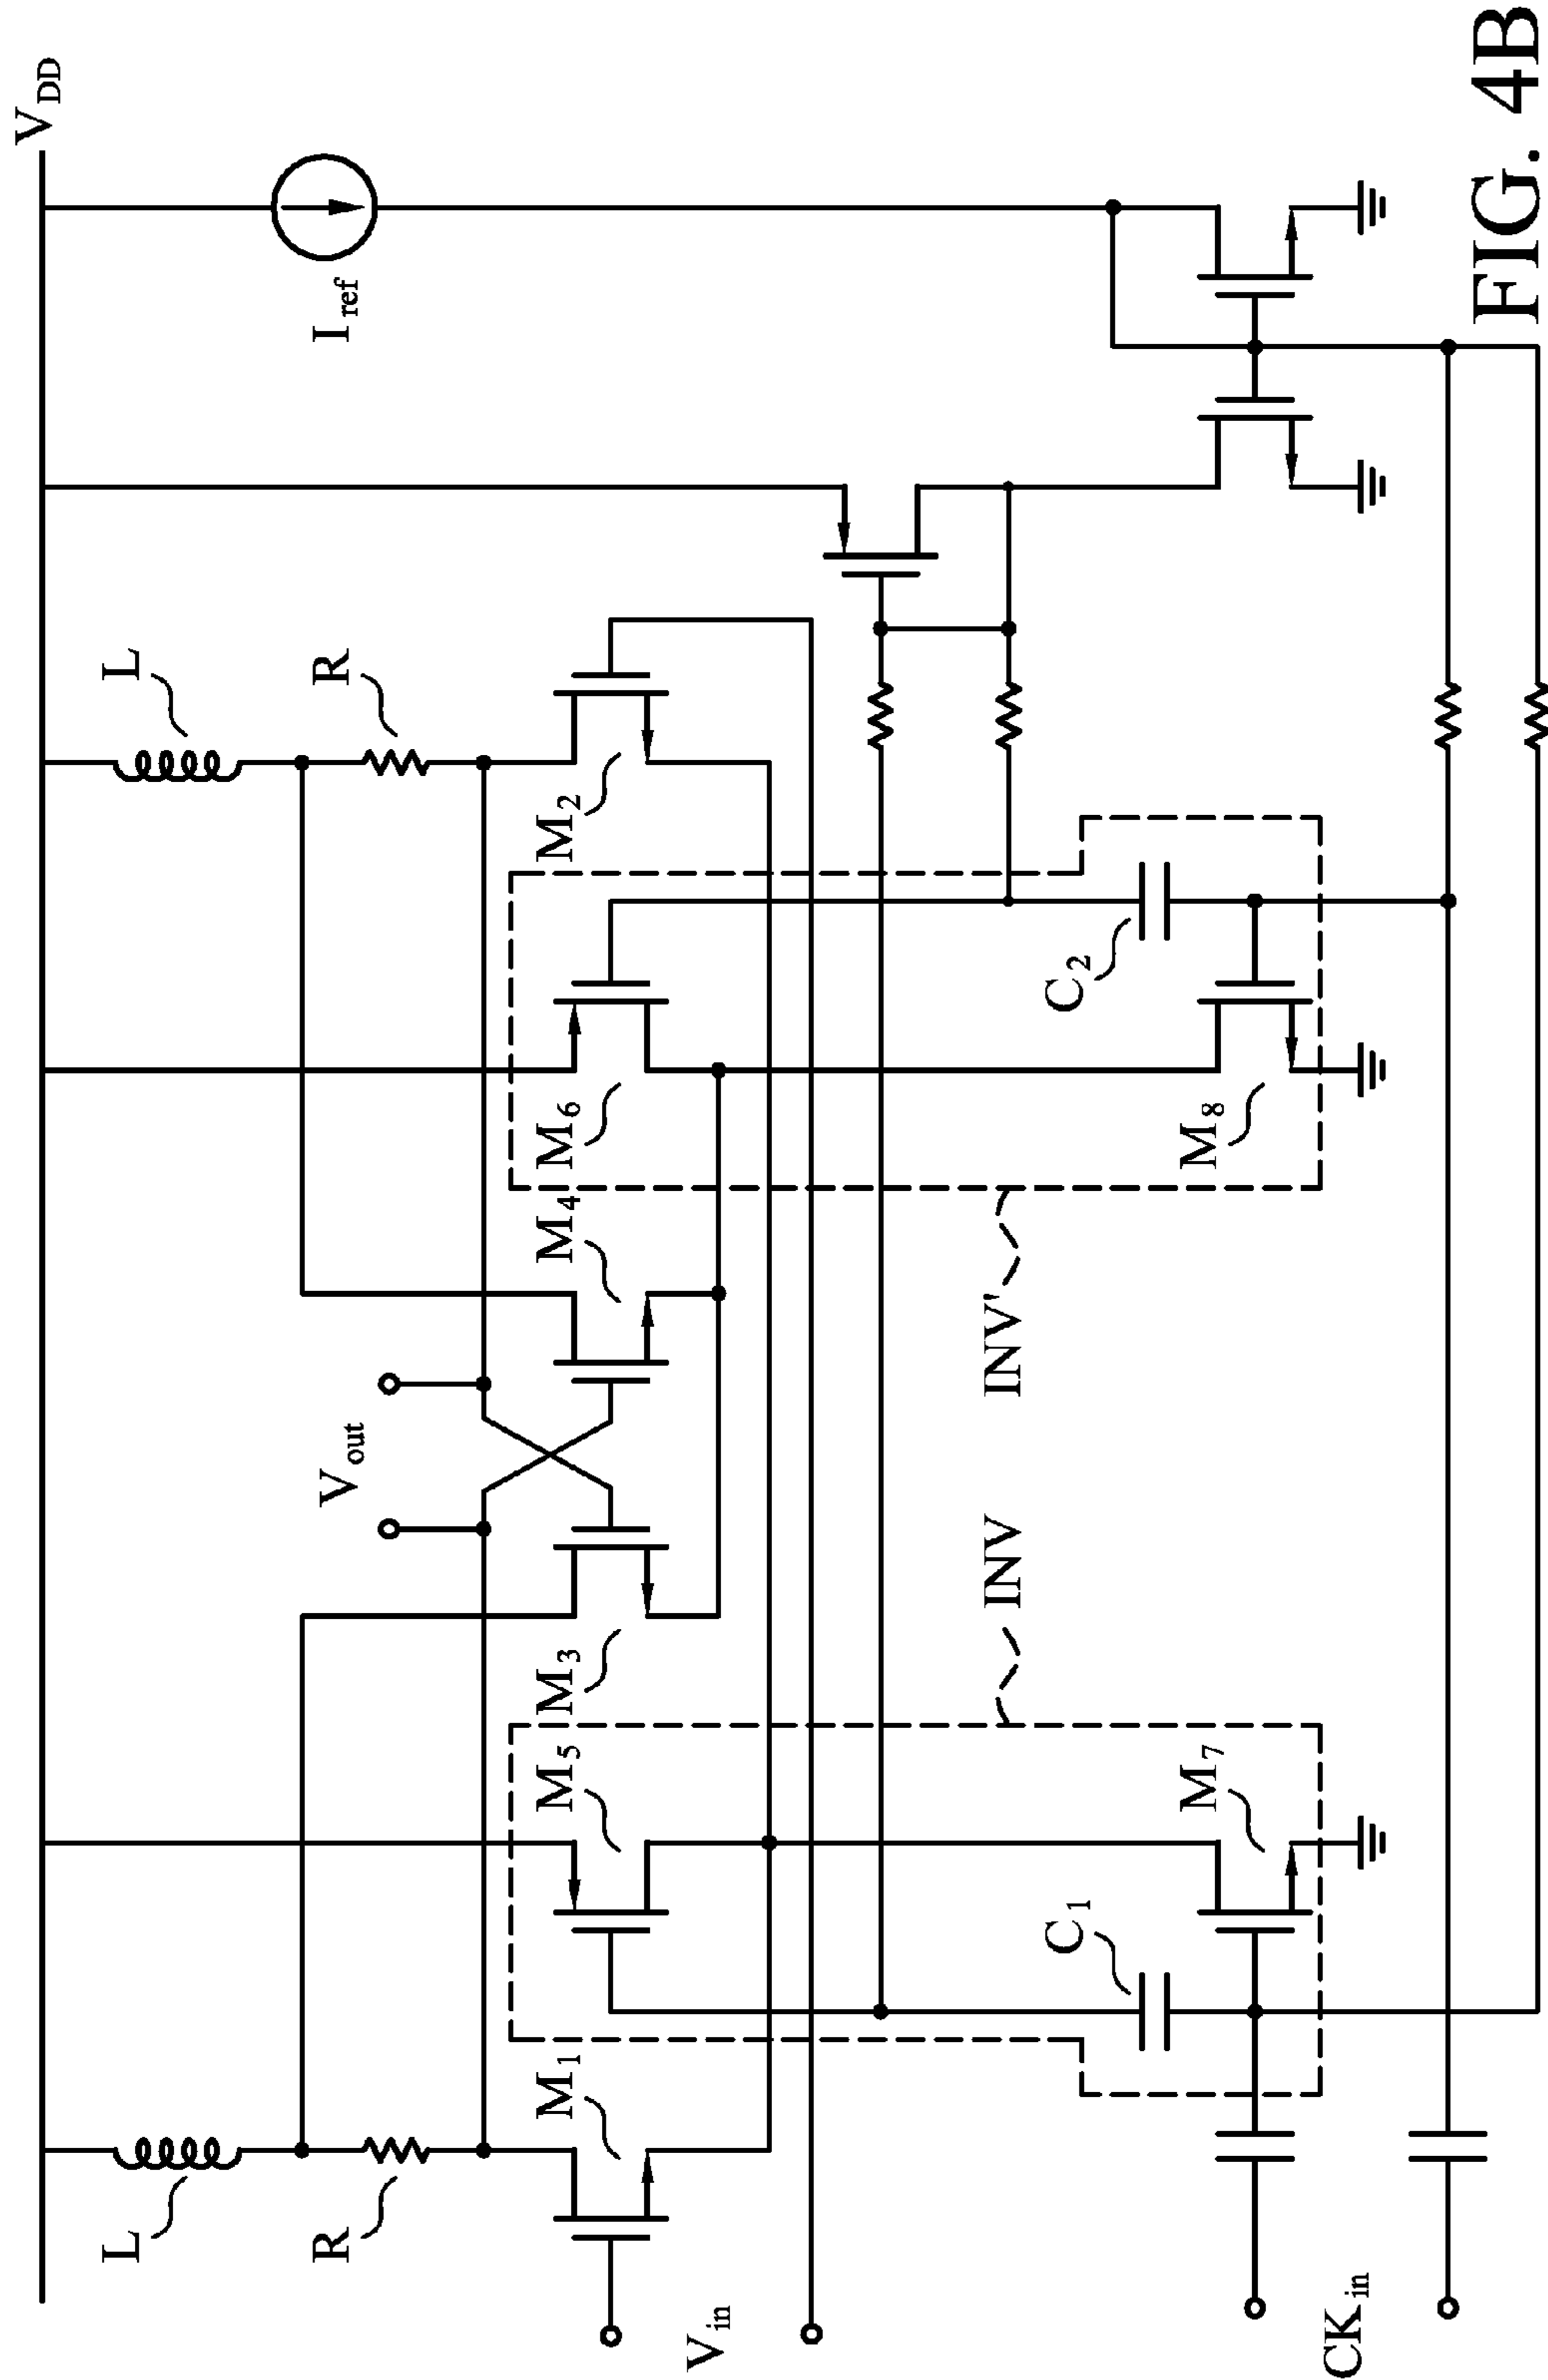 V_DD
L
L
I_ref
R
V_out
R
M_1
M_5
M_3
M_4
M_6
M_2
V_in
C_1
INV
INV'
C_2
M_7
M_8
CK_in
FIG. 4B